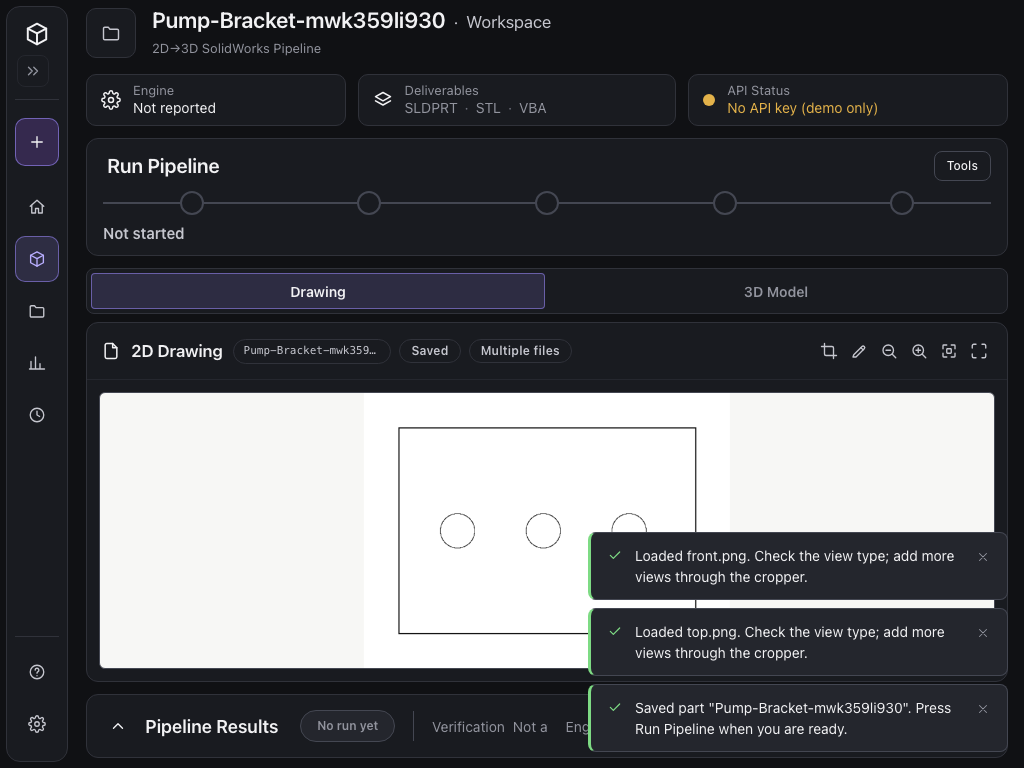 Pump-Bracket-mwk359li930 · Workspace
2D→3D SolidWorks Pipeline
Engine
Not reported
Deliverables
SLDPRT · STL · VBA
API Status
No API key (demo only)
Run Pipeline
Tools
Not started
Drawing
3D Model
2D Drawing
Pump-Bracket-mwk359…
Saved
Multiple files
Loaded front.png. Check the view type; add more
views through the cropper.
Loaded top.png. Check the view type; add more
views through the cropper.
Saved part "Pump-Bracket-mwk359li930". Press
Run Pipeline when you are ready.
Pipeline Results
No run yet
Verification Not a